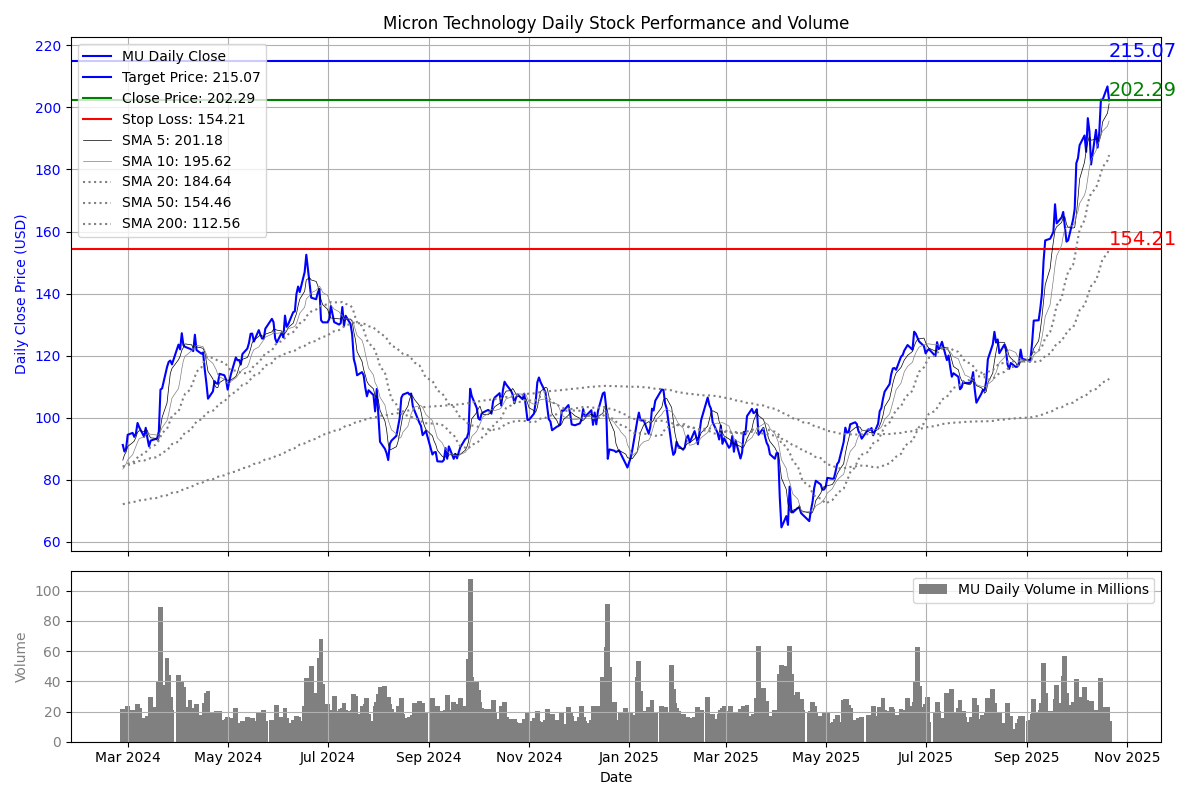 Micron Technology Daily Stock Performance and Volume
220
200
180
160
140
120
100
80
60
Daily Close Price (USD)
MU Daily Close
Target Price: 215.07
Close Price: 202.29
Stop Loss: 154.21
SMA 5: 201.18
SMA 10: 195.62
SMA 20: 184.64
SMA 50: 154.46
SMA 200: 112.56
215.07
202.29
154.21
100
80
60
40
20
0
Volume
MU Daily Volume in Millions
Mar 2024 May 2024 Jul 2024 Sep 2024 Nov 2024 Jan 2025 Mar 2025 May 2025 Jul 2025 Sep 2025 Nov 2025
Date